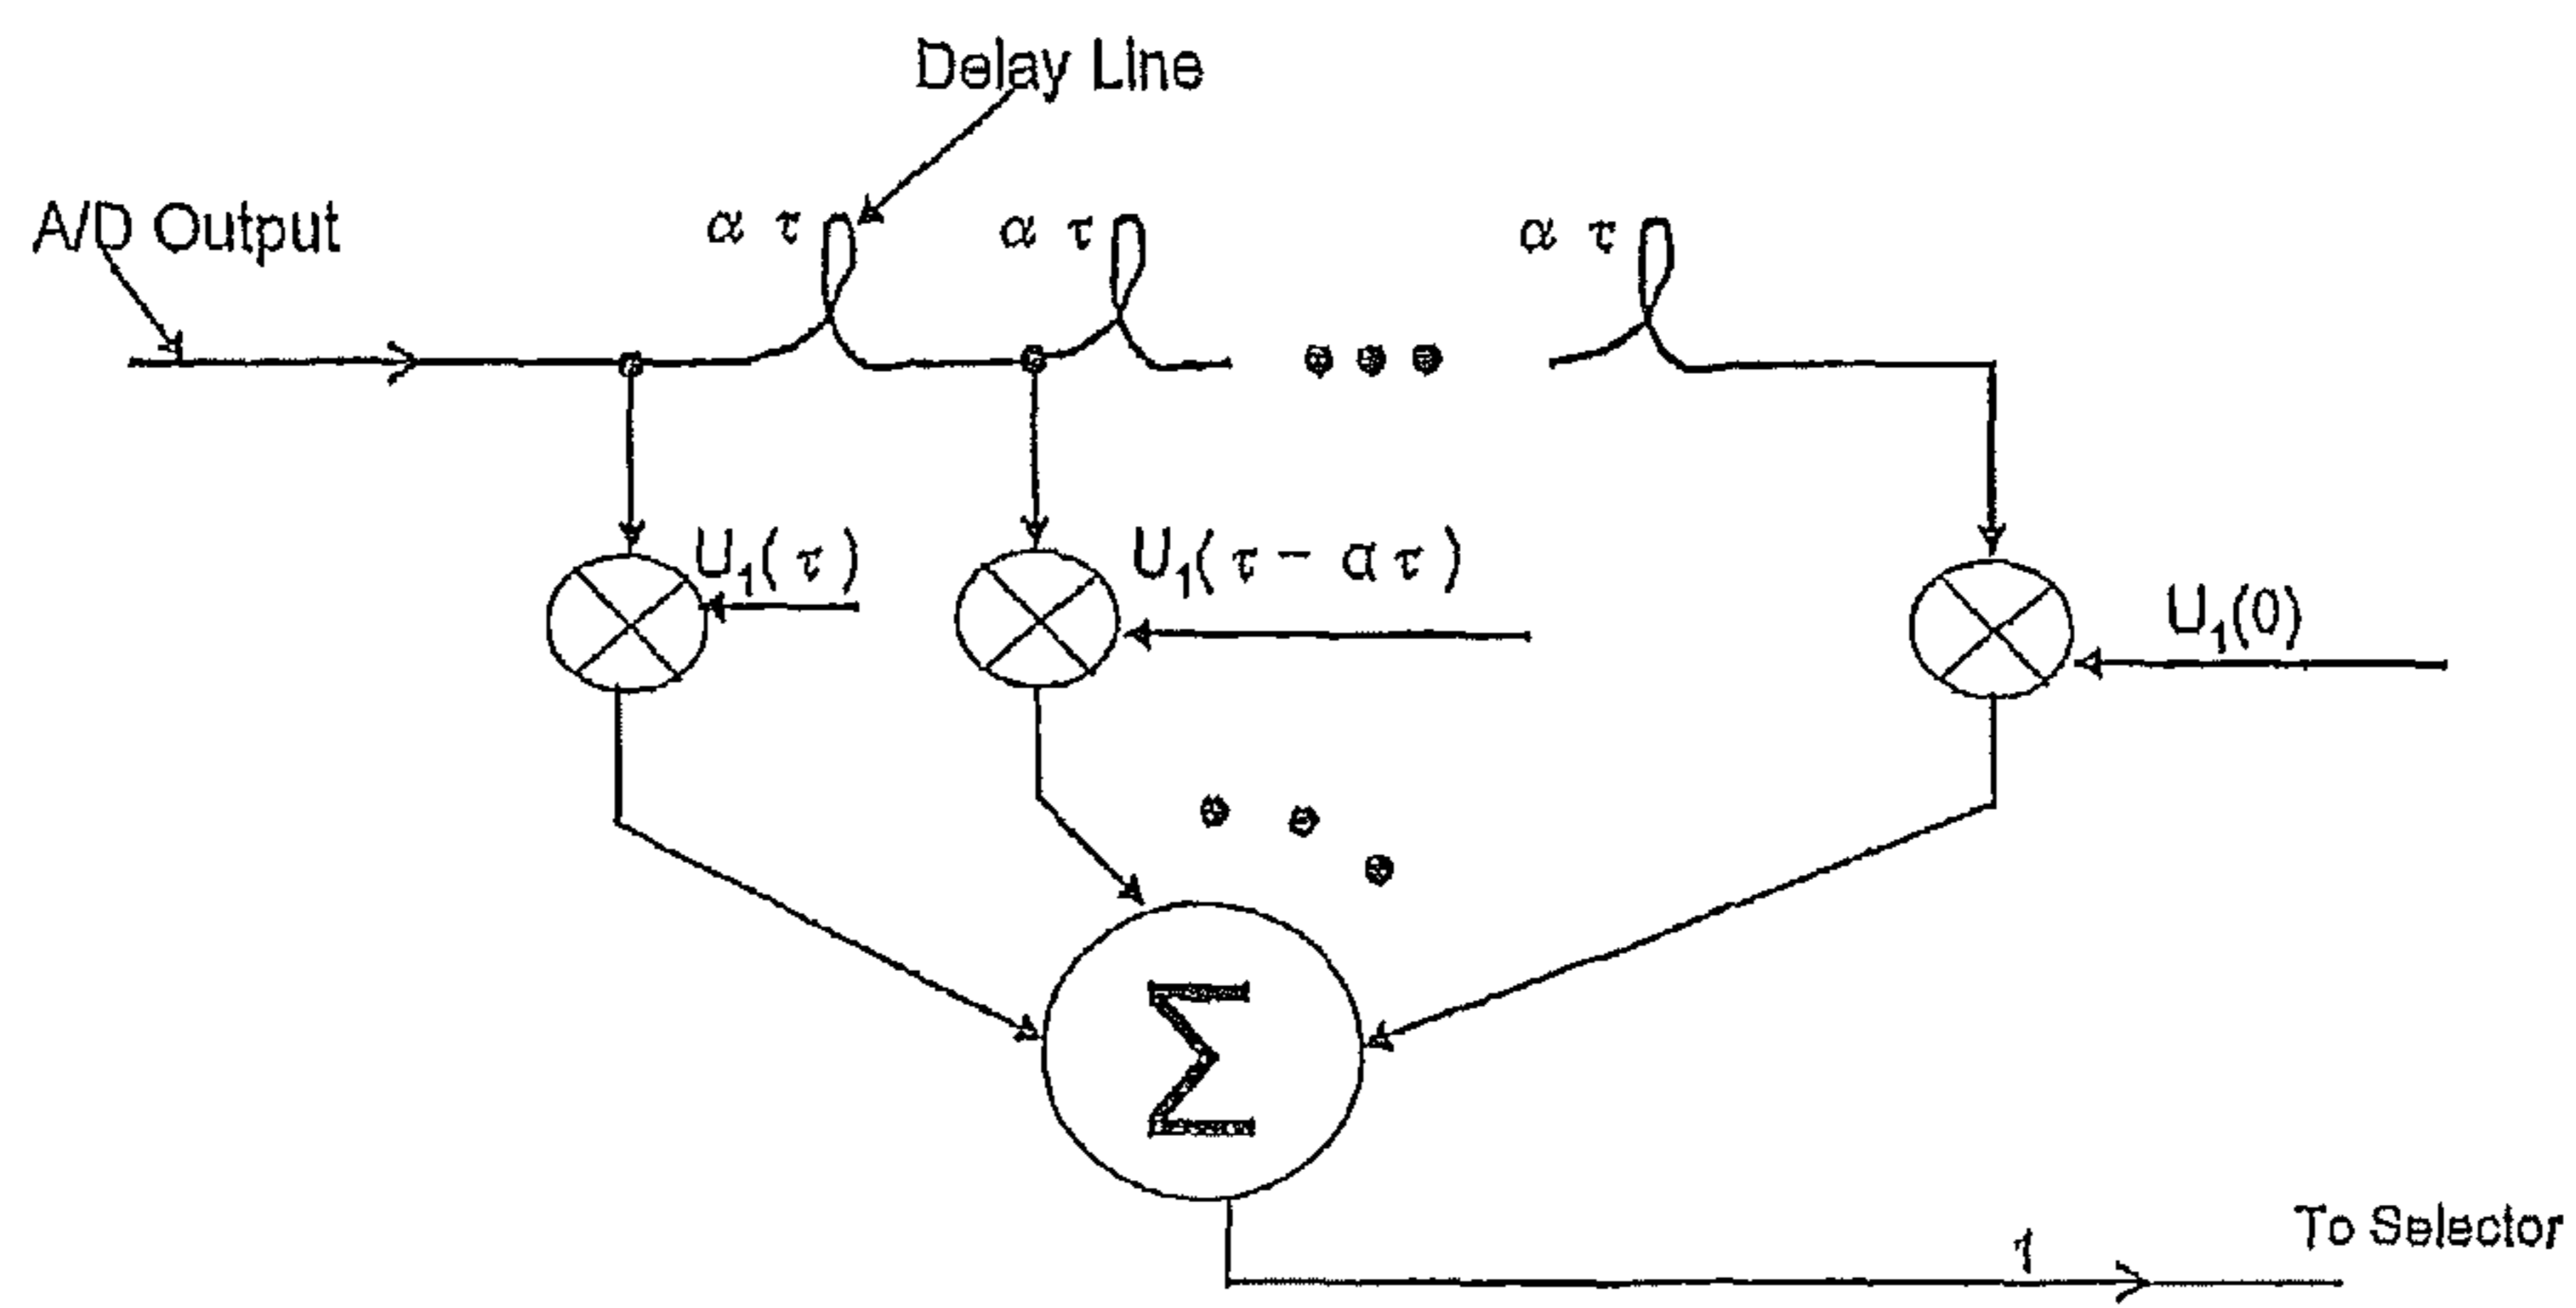 Delay Line
A/D Output
α τ
α τ
α τ
U₁(τ)
U₁(τ - ατ)
U₁(0)
Σ
1
To Selector